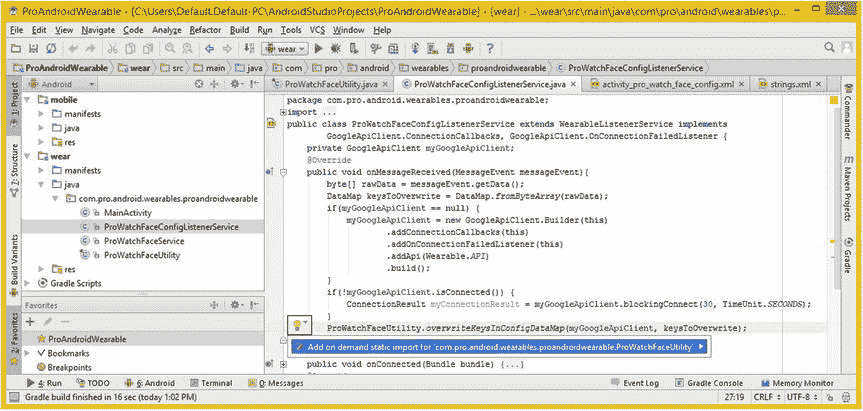 ProAndroidWearable - [C:\Users\Default.Default-PC\AndroidStudioProjects\ProAndroidWearable] - [wear] - ...\wear\src\main\java\com\pro\android\wearables\p...
File Edit View Navigate Code Analyze Refactor Build Run Tools VCS Window Help
wear
ProAndroidWearable wear src main java com pro android wearables proandroidwearable ProWatchFaceConfigListenerService
Android
ProWatchFaceUtility.java ProWatchFaceConfigListenerService.java activity_pro_watch_face_config.xml strings.xml
1: Project
7: Structure
Build Variants
2: Favorites
mobile
manifests
java
res
wear
manifests
java
com.pro.android.wearables.proandroidwearable
MainActivity
ProWatchFaceConfigListenerService
ProWatchFaceService
ProWatchFaceUtility
res
Gradle Scripts
Favorites
ProAndroidWearable
Bookmarks
Breakpoints
package com.pro.android.wearables.proandroidwearable;
import ...
public class ProWatchFaceConfigListenerService extends WearableListenerService implements
GoogleApiClient.ConnectionCallbacks, GoogleApiClient.OnConnectionFailedListener {
private GoogleApiClient myGoogleApiClient;
@Override
public void onMessageReceived(MessageEvent messageEvent){
byte[] rawData = messageEvent.getData();
DataMap keysToOverwrite = DataMap.fromByteArray(rawData);
if(myGoogleApiClient == null) {
myGoogleApiClient = new GoogleApiClient.Builder(this)
.addConnectionCallbacks(this)
.addOnConnectionFailedListener(this)
.addApi(Wearable.API)
.build();
}
if(!myGoogleApiClient.isConnected()) {
ConnectionResult myConnectionResult = myGoogleApiClient.blockingConnect(30, TimeUnit.SECONDS);
}
ProWatchFaceUtility.overwriteKeysInConfigDataMap(myGoogleApiClient, keysToOverwrite);
Add on demand static import for 'com.pro.android.wearables.proandroidwearable.ProWatchFaceUtility'
public void onConnected(Bundle bundle) {...}
Commander
Maven Projects
Gradle
4: Run TODO 6: Android Terminal 0: Messages Event Log Gradle Console Memory Monitor
Gradle build finished in 16 sec (today 1:02 PM) 27:19 CRLF UTF-8